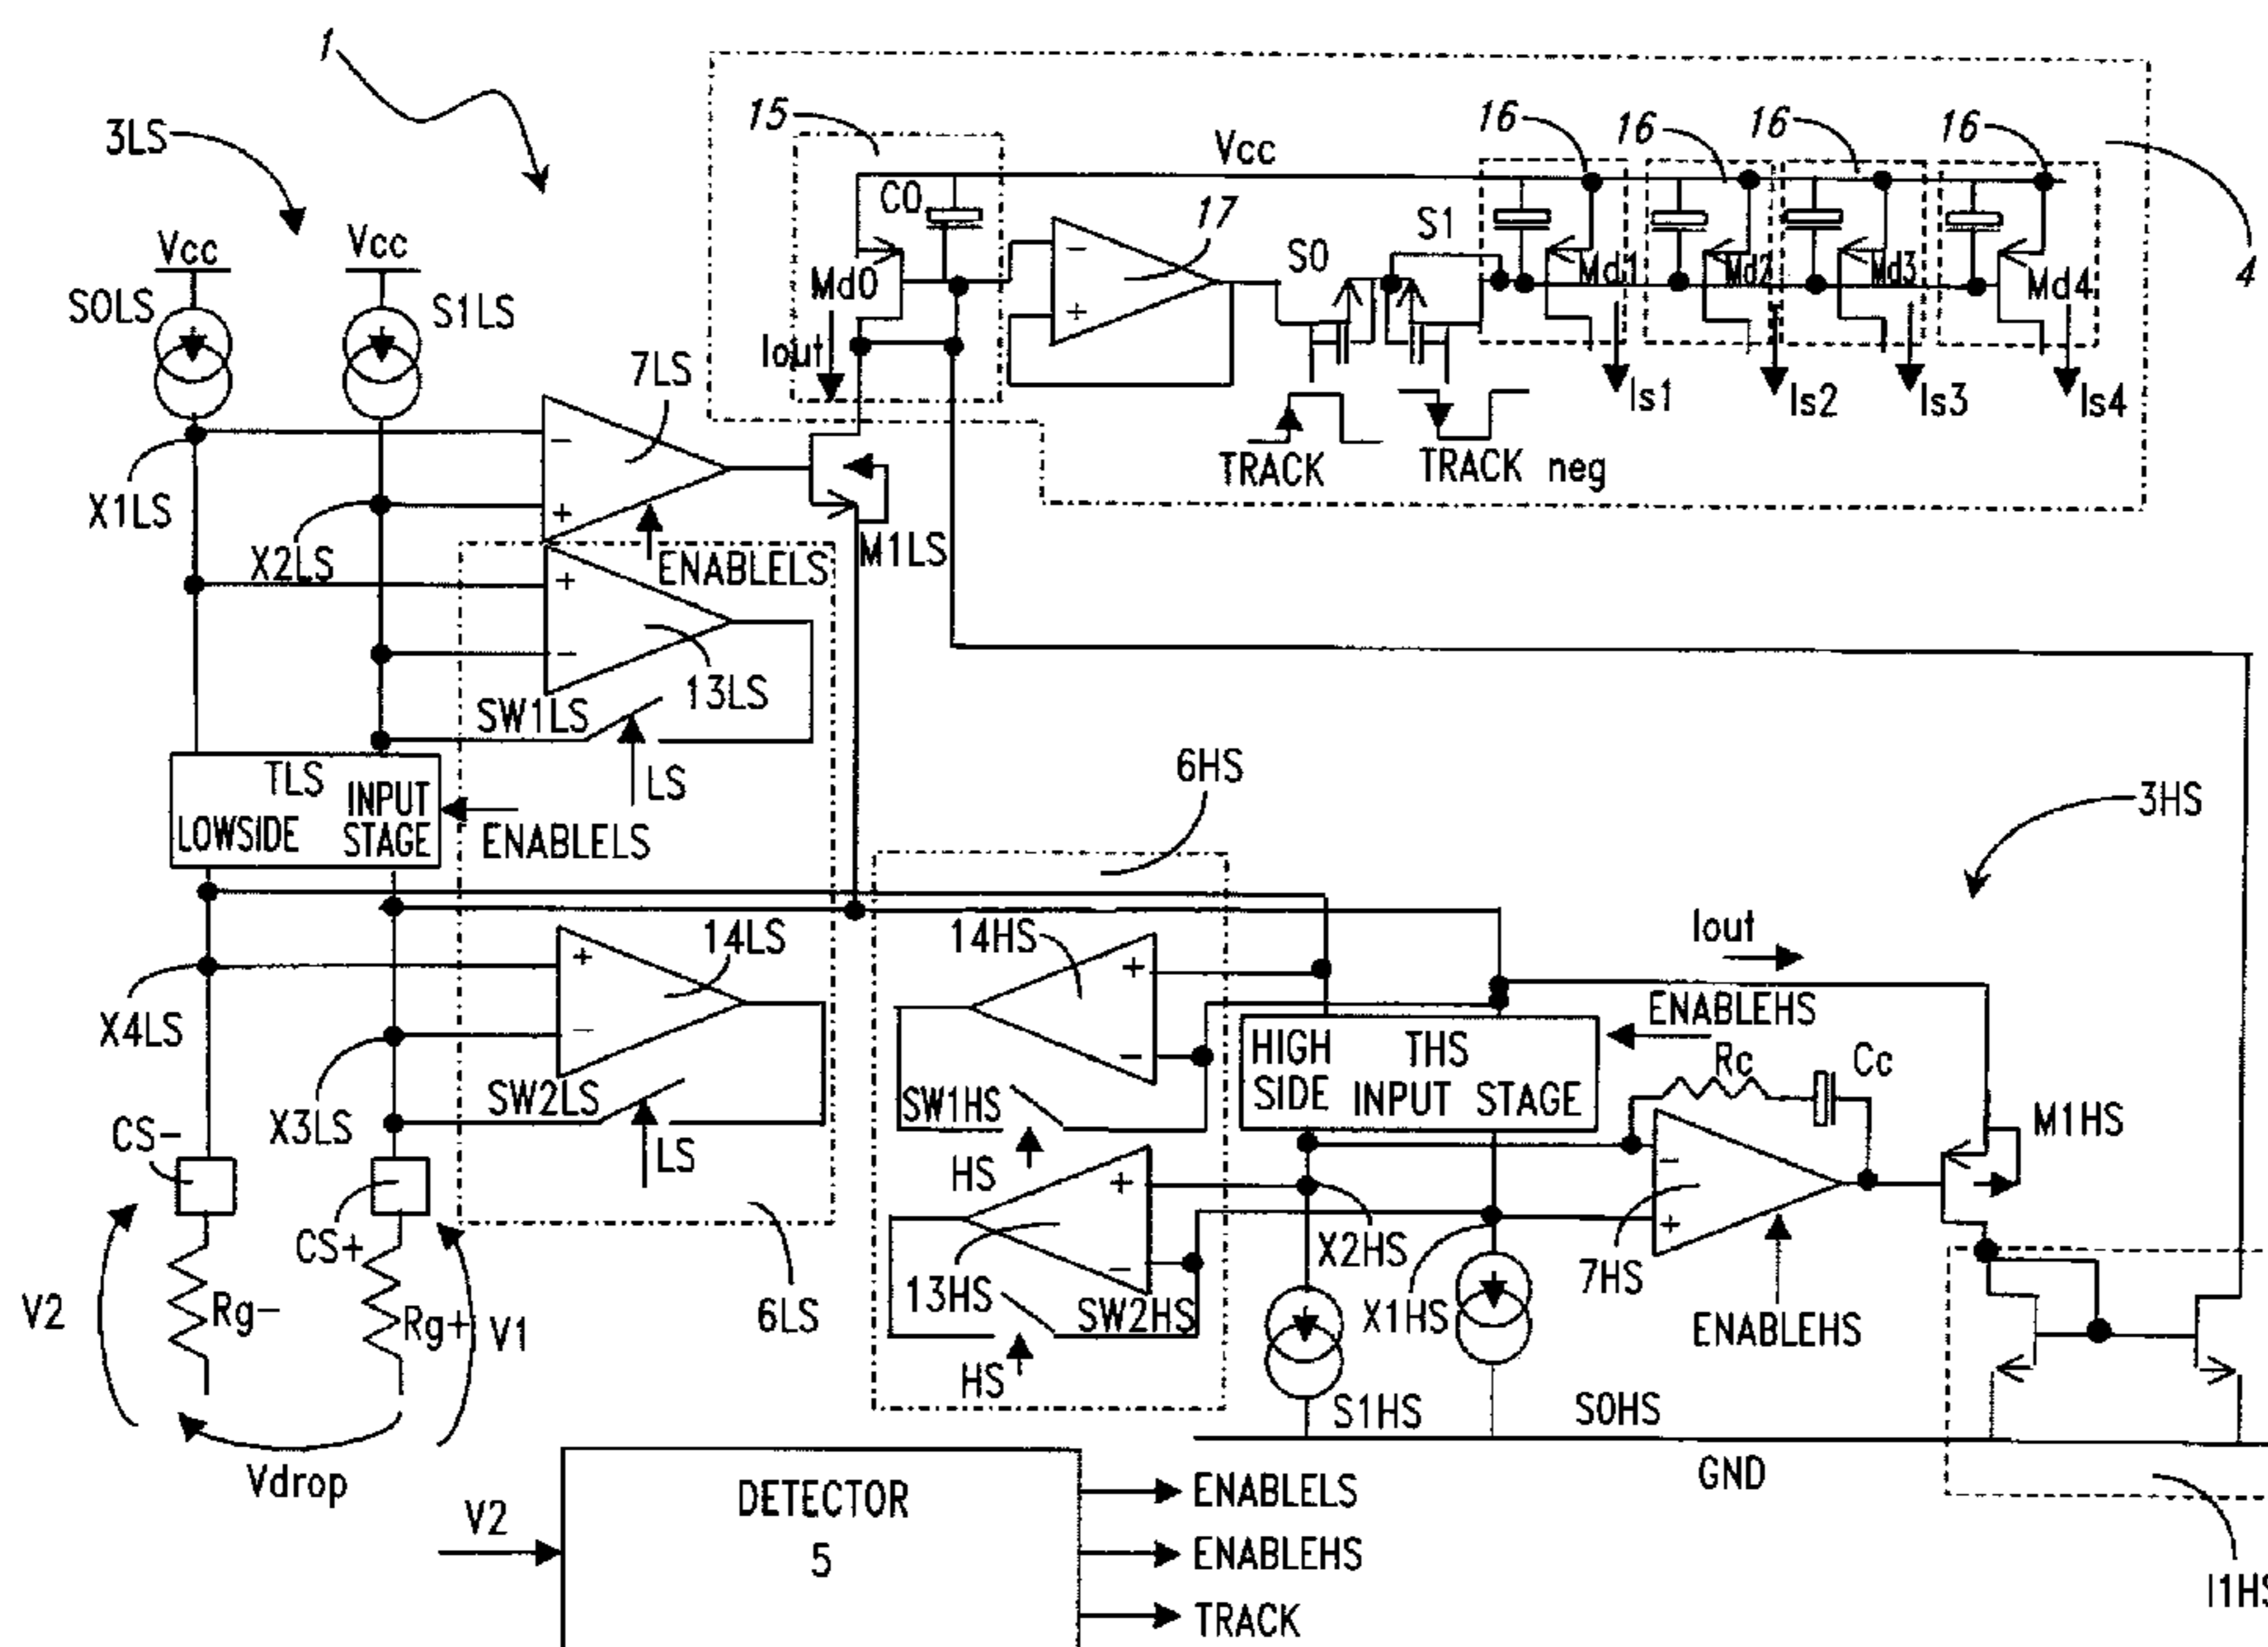 1
3LS
15
16
16
16
16
Vcc
C0
17
S1
S0
4
Vcc
Vcc
S0LS
S1LS
Md0
Md1
Md2
Md3
Md4
Iout
7LS
Is1
Is2
Is3
Is4
−
+
TRACK
TRACK neg
X1LS
−
+
X2LS
ENABLELS
M1LS
+
−
13LS
SW1LS
LS
TLS
INPUT
LOWSIDE
STAGE
ENABLELS
6HS
3HS
14LS
14HS
Iout
+
−
X4LS
ENABLEHS
+
−
HIGH
THS
SIDE
INPUT STAGE
Rc
Cc
SW2LS
SW1HS
X3LS
M1HS
CS-
LS
HS
+
−
−
+
CS+
X2HS
7HS
V2
Rg-
Rg+
V1
6LS
13HS
SW2HS
X1HS
ENABLEHS
HS
S1HS
S0HS
Vdrop
GND
V2
DETECTOR
5
ENABLELS
ENABLEHS
TRACK
I1HS